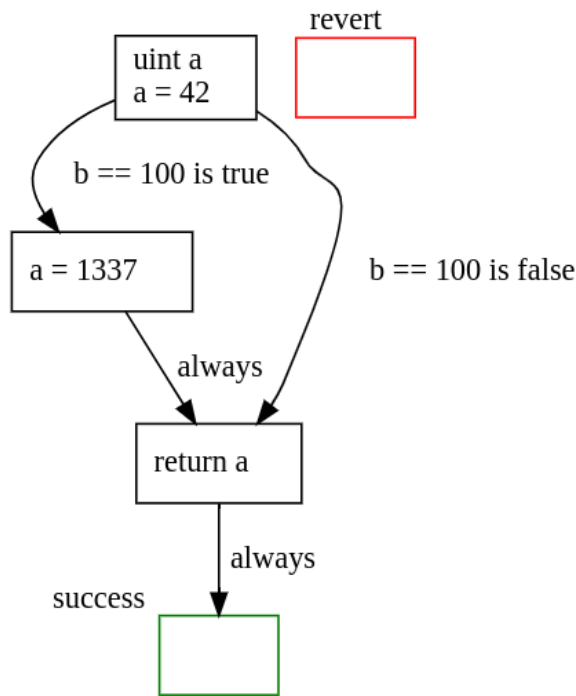 revert
uint a
a = 42
b == 100 is true
a = 1337
b == 100 is false
always
return a
always
success